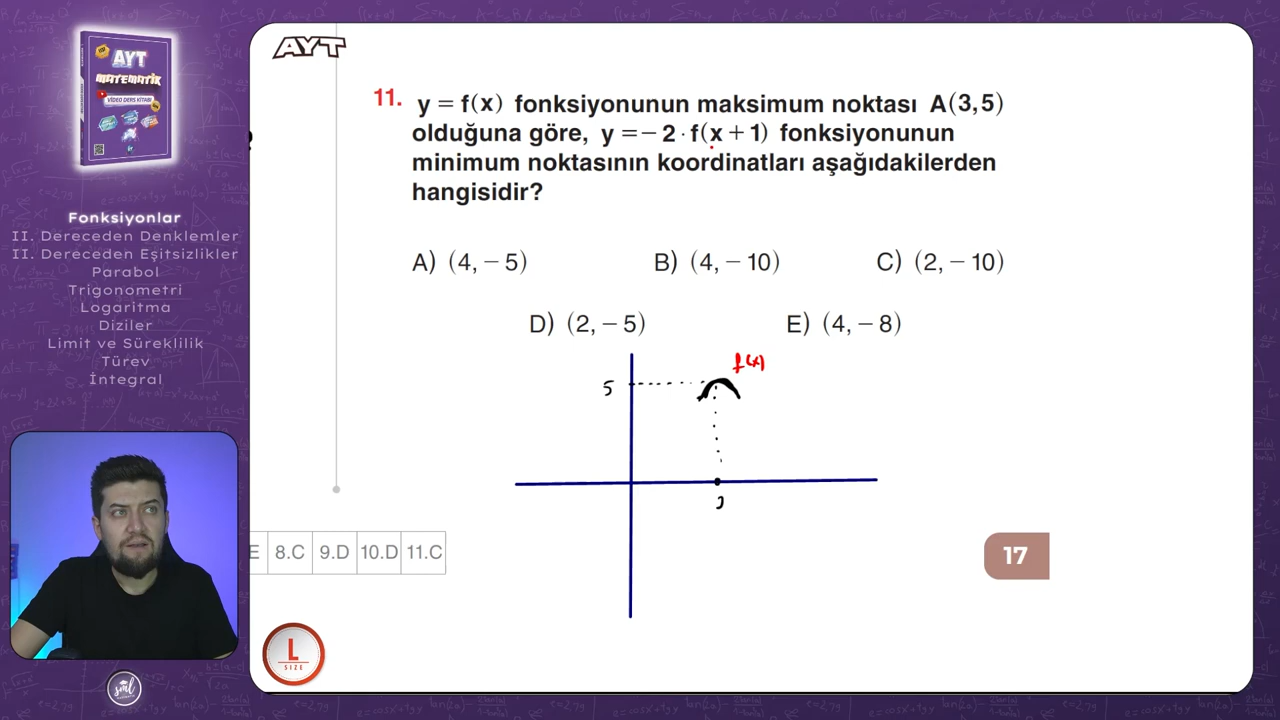 AYT
MATEMATİK
VİDEO DERS KİTABI
Fonksiyonlar
II. Dereceden Denklemler
II. Dereceden Eşitsizlikler
Parabol
Trigonometri
Logaritma
Diziler
Limit ve Süreklilik
Türev
İntegral
AYT
11. y = f(x) fonksiyonunun maksimum noktası A(3,5)
olduğuna göre, y = − 2 · f(x + 1) fonksiyonunun
minimum noktasının koordinatları aşağıdakilerden
hangisidir?
A) (4, − 5) B) (4, − 10) C) (2, − 10)
D) (2, − 5) E) (4, − 8)
f(x)
5
3
E 8.C 9.D 10.D 11.C
17
L
SIZE
sml